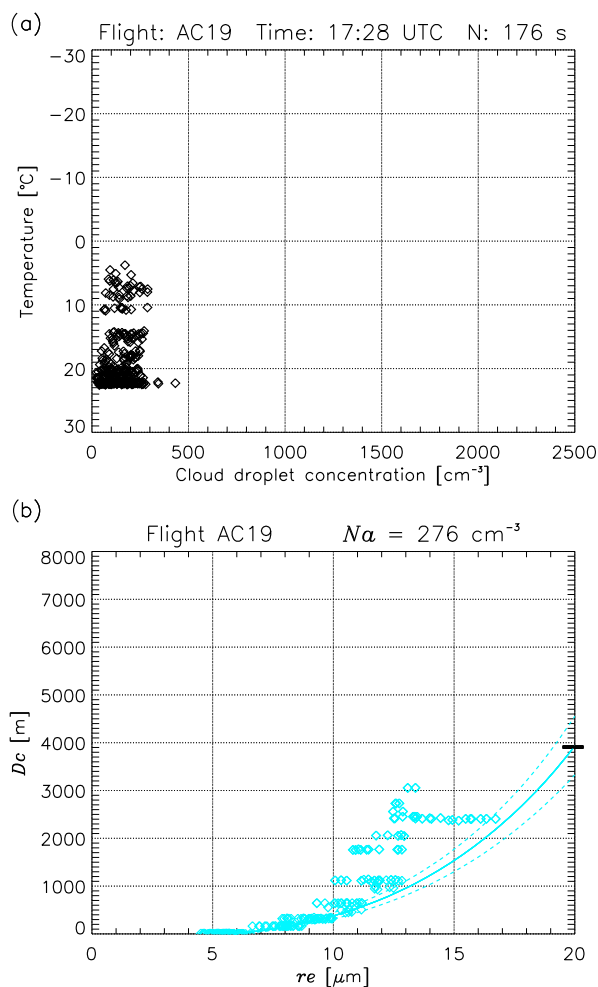 (a)
Flight: AC19 Time: 17:28 UTC N: 176 s
-30
-20
-10
0
10
20
30
Temperature [°C]
0 500 1000 1500 2000 2500
Cloud droplet concentration [cm⁻³]
(b)
Flight AC19 Na = 276 cm⁻³
8000
7000
6000
5000
4000
3000
2000
1000
0
Dc [m]
0 5 10 15 20
re [μm]